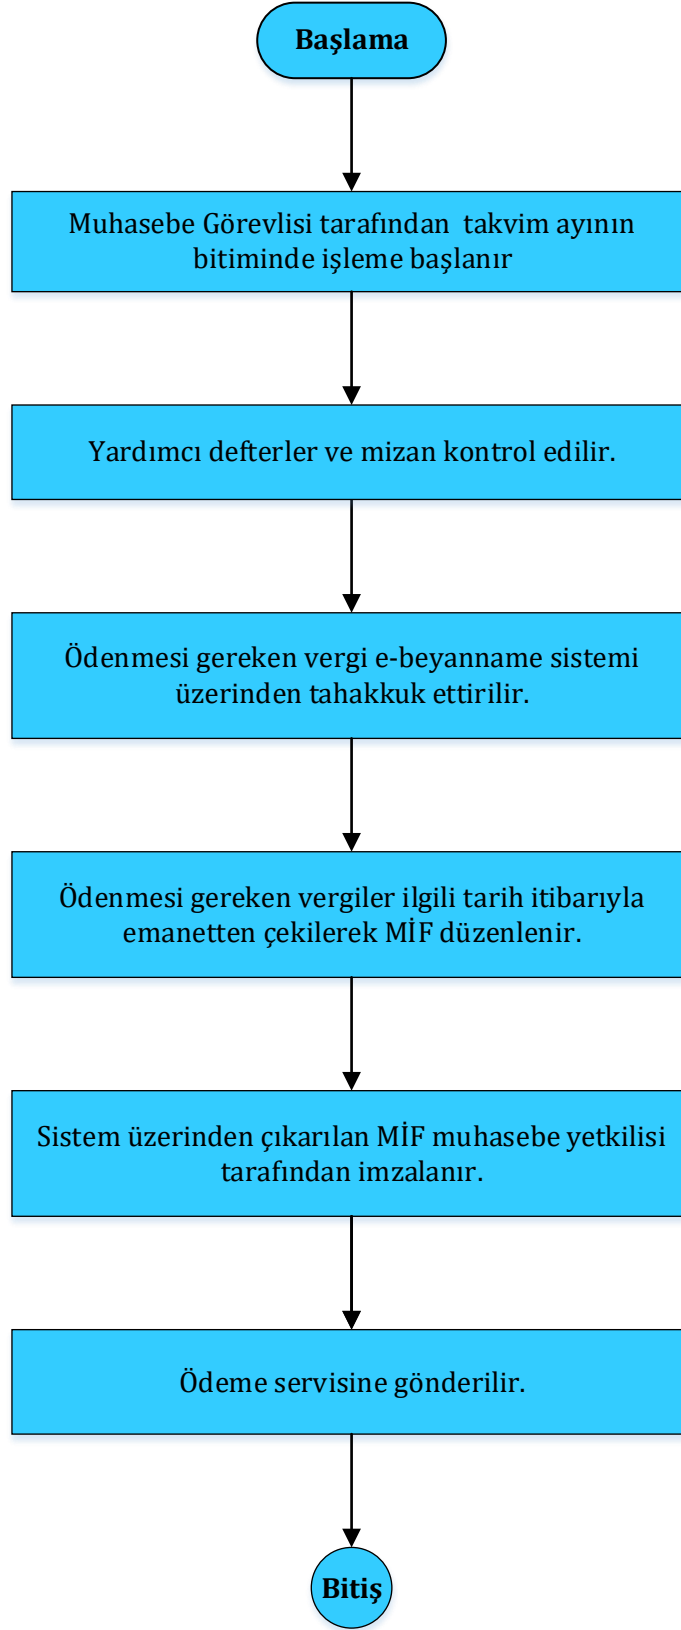 Başlama
Muhasebe Görevlisi tarafından  takvim ayının
bitiminde işleme başlanır
Yardımcı defterler ve mizan kontrol edilir.
Ödenmesi gereken vergi e-beyanname sistemi
üzerinden tahakkuk ettirilir.
Ödenmesi gereken vergiler ilgili tarih itibarıyla
emanetten çekilerek MİF düzenlenir.
Sistem üzerinden çıkarılan MİF muhasebe yetkilisi
tarafından imzalanır.
Ödeme servisine gönderilir.
Bitiş